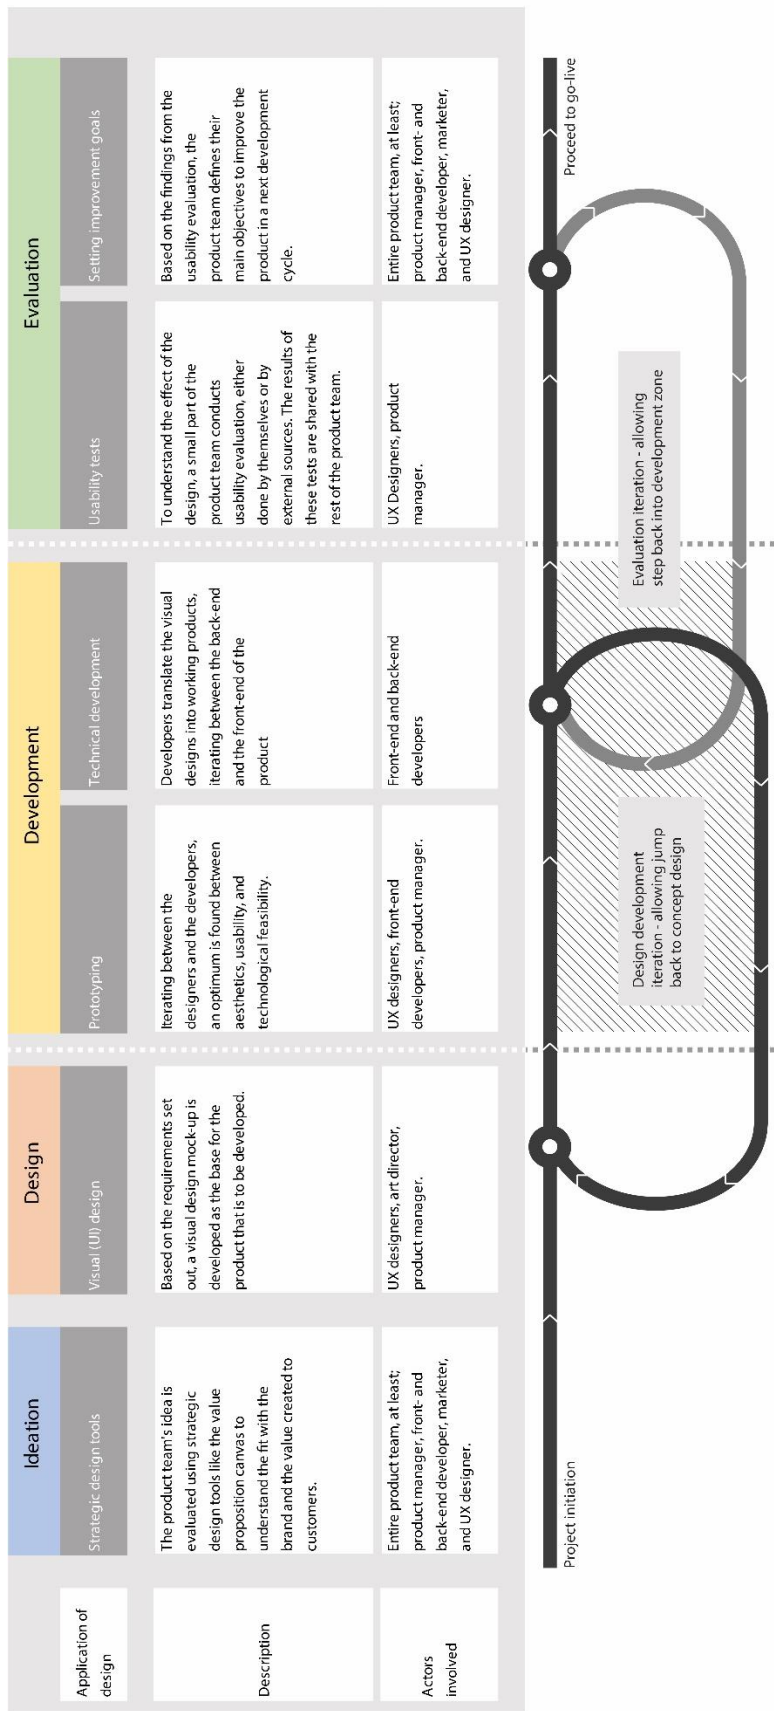 Ideation
Design
Development
Evaluation
Application of
design
Strategic design tools
Visual (UI) design
Prototyping
Technical development
Usability tests
Setting improvement goals
Description
The product team's idea is
evaluated using strategic
design tools like the value
proposition canvas to
understand the fit with the
brand and the value created to
customers.
Based on the requirements set
out, a visual design mock-up is
developed as the base for the
product that is to be developed.
Iterating between the
designers and the developers,
an optimum is found between
aesthetics, usability, and
technological feasibility.
Developers translate the visual
designs into working products,
iterating between the back-end
and the front-end of the
product
To understand the effect of the
design, a small part of the
product team conducts
usability evaluation, either
done by themselves or by
external sources. The results of
these tests are shared with the
rest of the product team.
Based on the findings from the
usability evaluation, the
product team defines their
main objectives to improve the
product in a next development
cycle.
Actors
involved
Entire product team, at least;
product manager, front- and
back-end developer, marketer,
and UX designer.
UX designers, art director,
product manager.
UX designers, front-end
developers, product manager.
Front-end and back-end
developers
UX Designers, product
manager.
Entire product team, at least;
product manager, front- and
back-end developer, marketer,
and UX designer.
Project initiation
Proceed to go-live
Design development
iteration - allowing jump
back to concept design
Evaluation iteration - allowing
step back into development zone